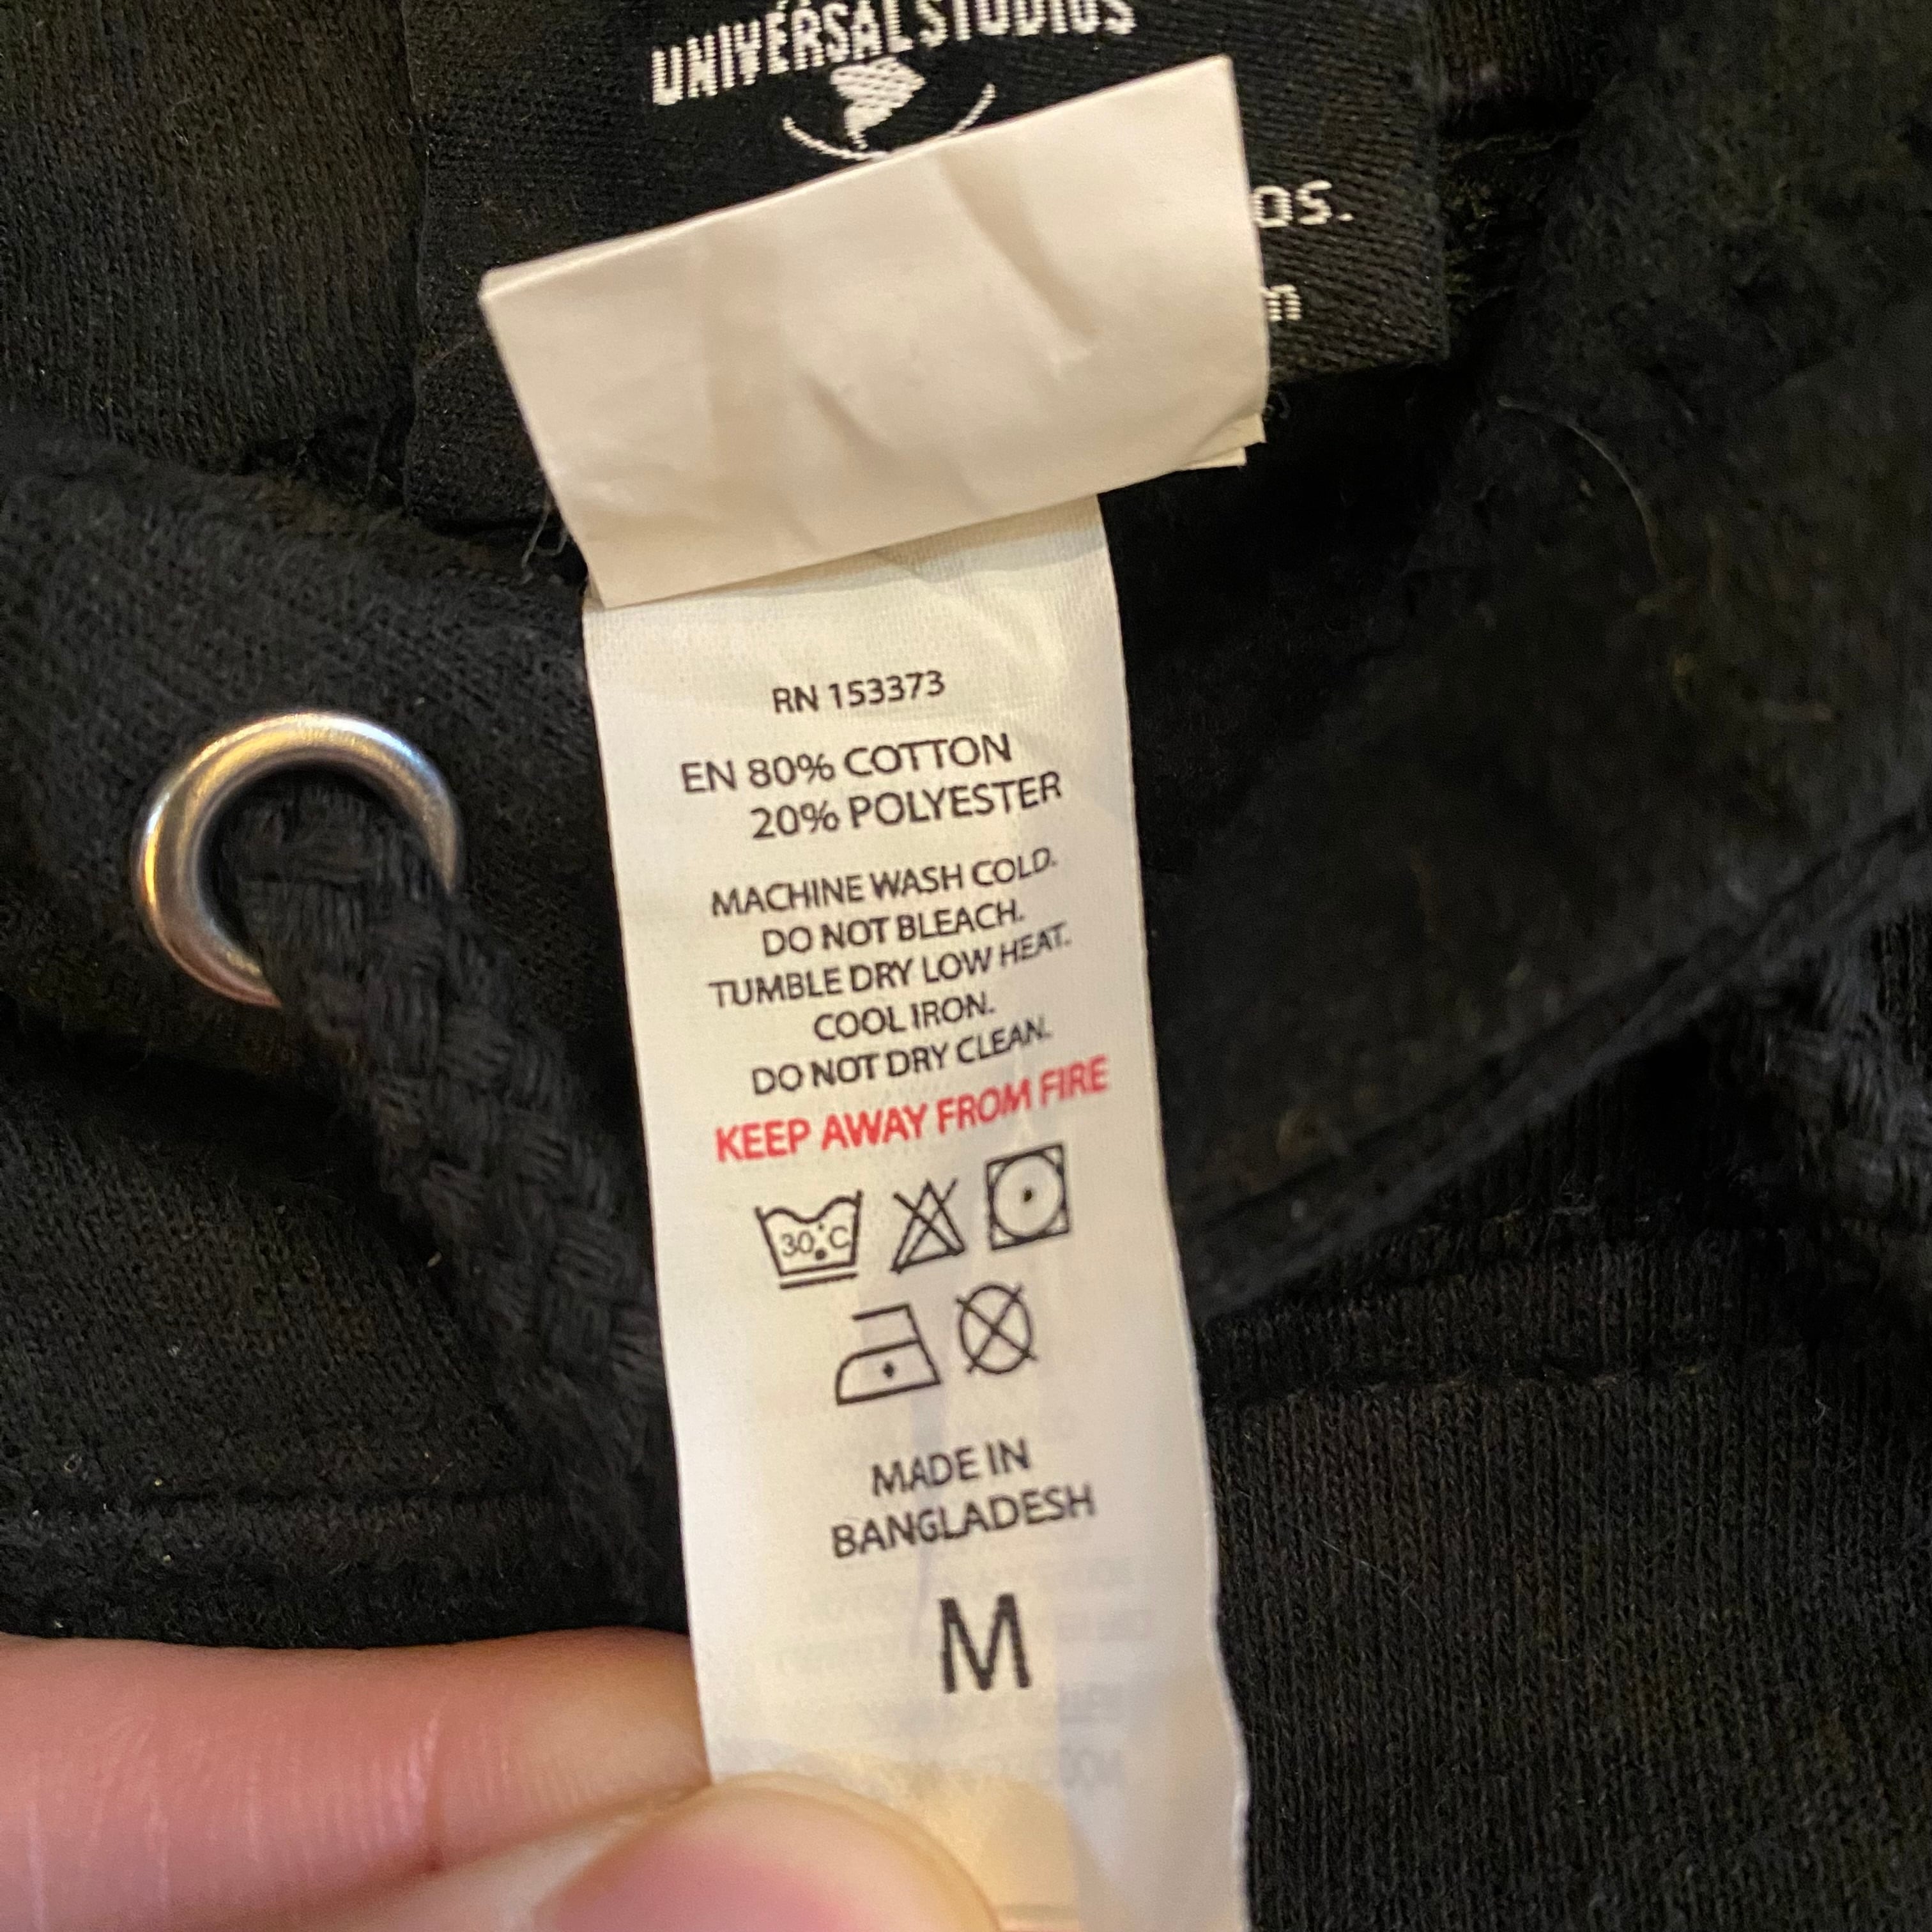 UNIVERSAL STUDIOS
OS.
m
RN 153373
EN 80% COTTON
20% POLYESTER
MACHINE WASH COLD.
DO NOT BLEACH.
TUMBLE DRY LOW HEAT.
COOL IRON.
DO NOT DRY CLEAN.
KEEP AWAY FROM FIRE
30°C
MADE IN
BANGLADESH
M